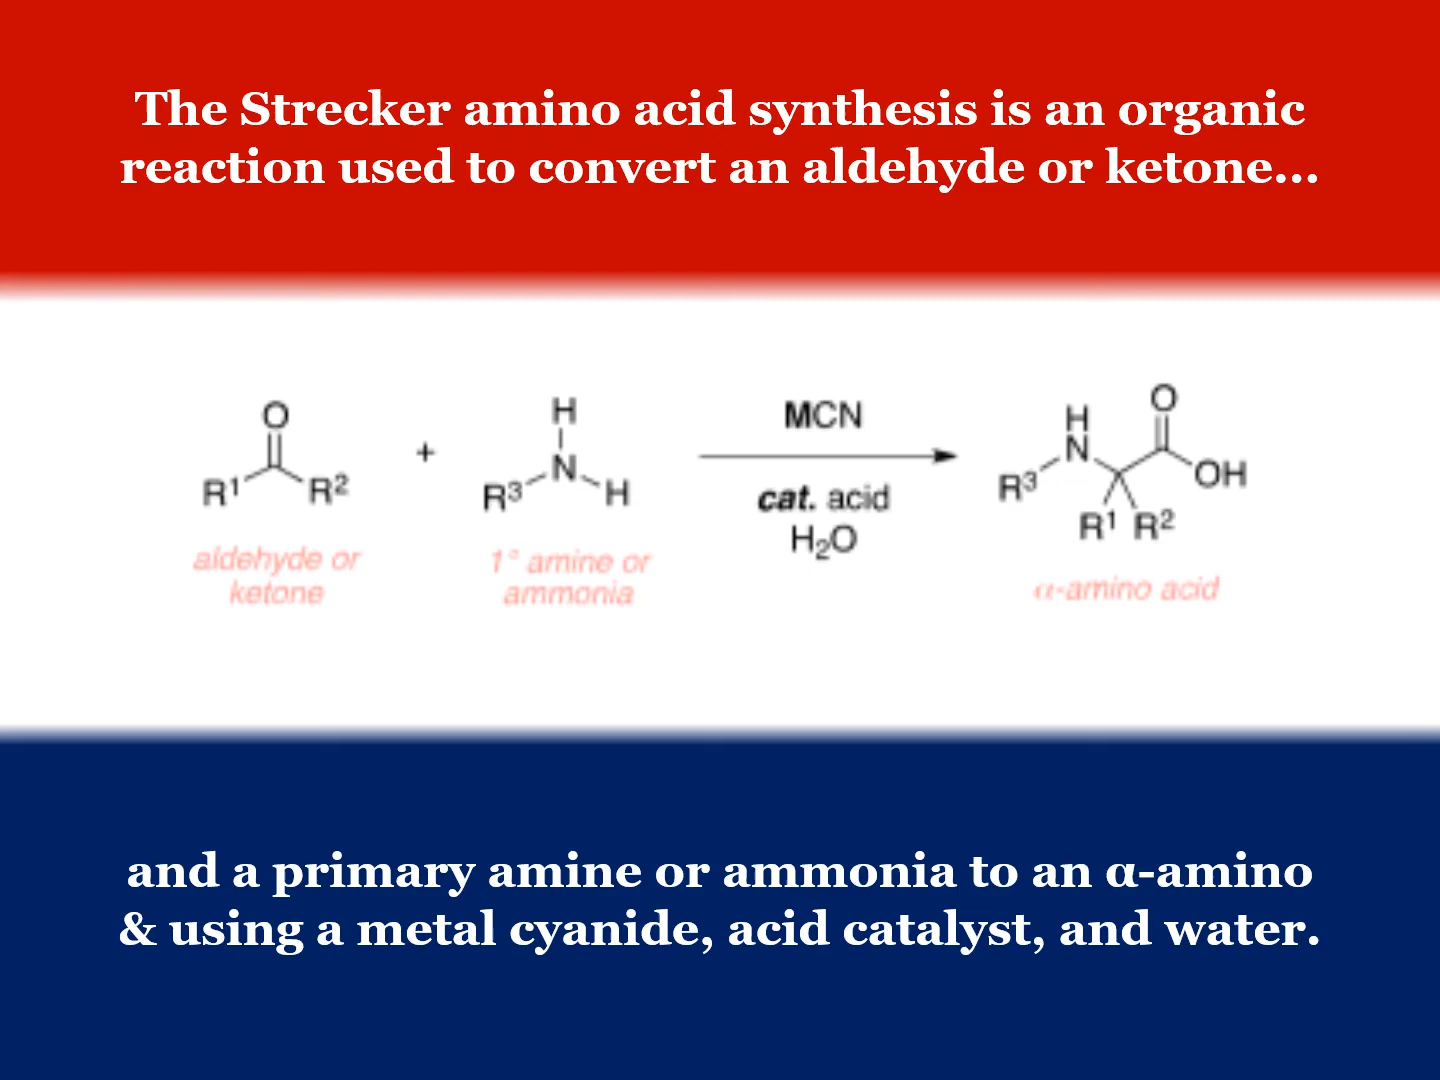 The Strecker amino acid synthesis is an organic
reaction used to convert an aldehyde or ketone...
O
R¹ R²
aldehyde or
ketone
+
H
N
R³ H
1° amine or
ammonia
MCN
cat. acid
H₂O
O
H
N
R³ OH
R¹ R²
α-amino acid
and a primary amine or ammonia to an α-amino
& using a metal cyanide, acid catalyst, and water.